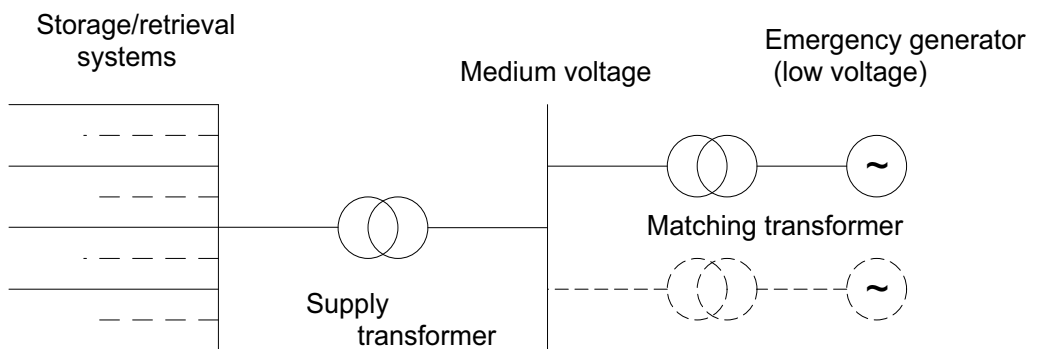 Storage/retrieval
systems
Medium voltage
Emergency generator
(low voltage)
~
Matching transformer
~
Supply
transformer